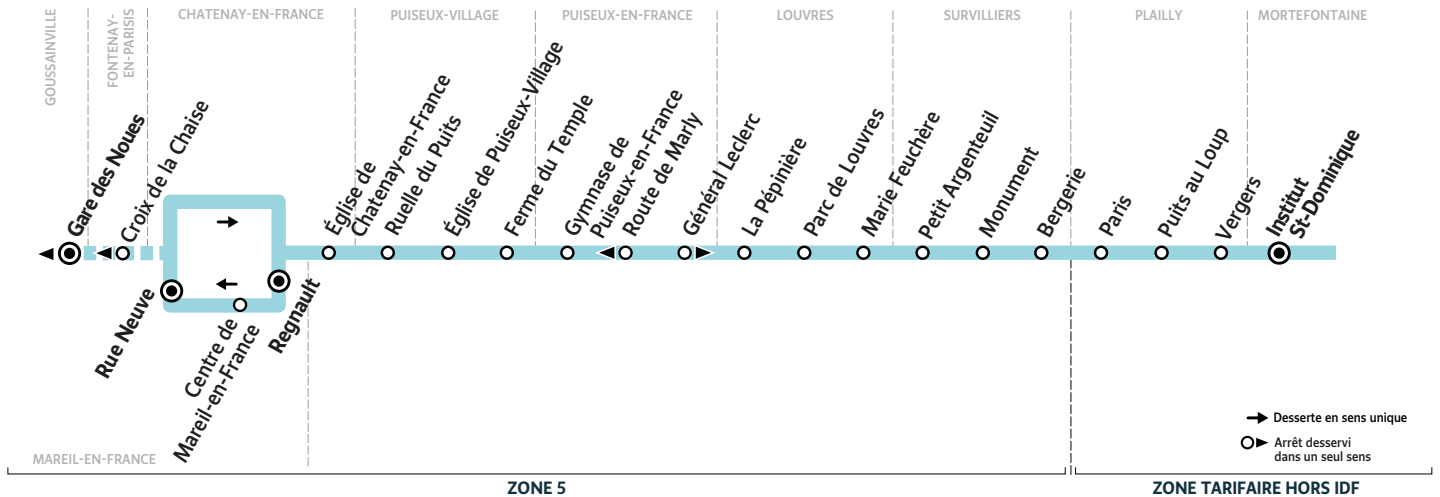 GOUSSAINVILLE
FONTENAY-
EN-PARISIS
CHATENAY-EN-FRANCE
PUISEUX-VILLAGE
PUISEUX-EN-FRANCE
LOUVRES
SURVILLIERS
PLAILLY
MORTEFONTAINE
Gare des Noues
Croix de la Chaise
Église de
Chatenay-en-France
Ruelle du Puits
Église de Puiseux-Village
Ferme du Temple
Gymnase de
Puiseux-en-France
Route de Marly
Général Leclerc
La Pépinière
Parc de Louvres
Marie Feuchère
Petit Argenteuil
Monument
Bergerie
Paris
Puits au Loup
Vergers
Institut
St-Dominique
Rue Neuve
Centre de
Mareil-en-France
Regnault
MAREIL-EN-FRANCE
Desserte en sens unique
Arrêt desservi
dans un seul sens
ZONE 5
ZONE TARIFAIRE HORS IDF